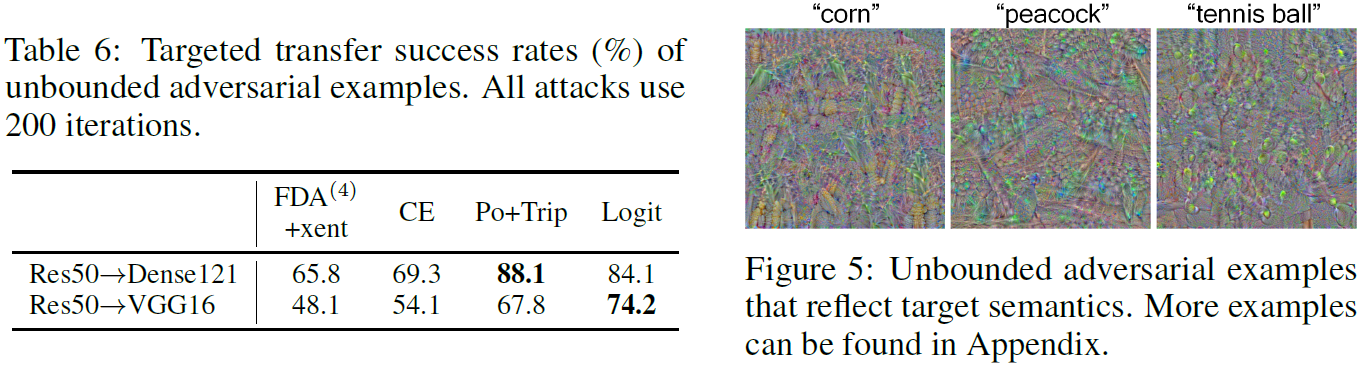 Table 6: Targeted transfer success rates (%) of
unbounded adversarial examples. All attacks use
200 iterations.
FDA(4)
+xent CE Po+Trip Logit
Res50→Dense121 65.8 69.3 88.1 84.1
Res50→VGG16 48.1 54.1 67.8 74.2
“corn” “peacock” “tennis ball”
Figure 5: Unbounded adversarial examples
that reflect target semantics. More examples
can be found in Appendix.